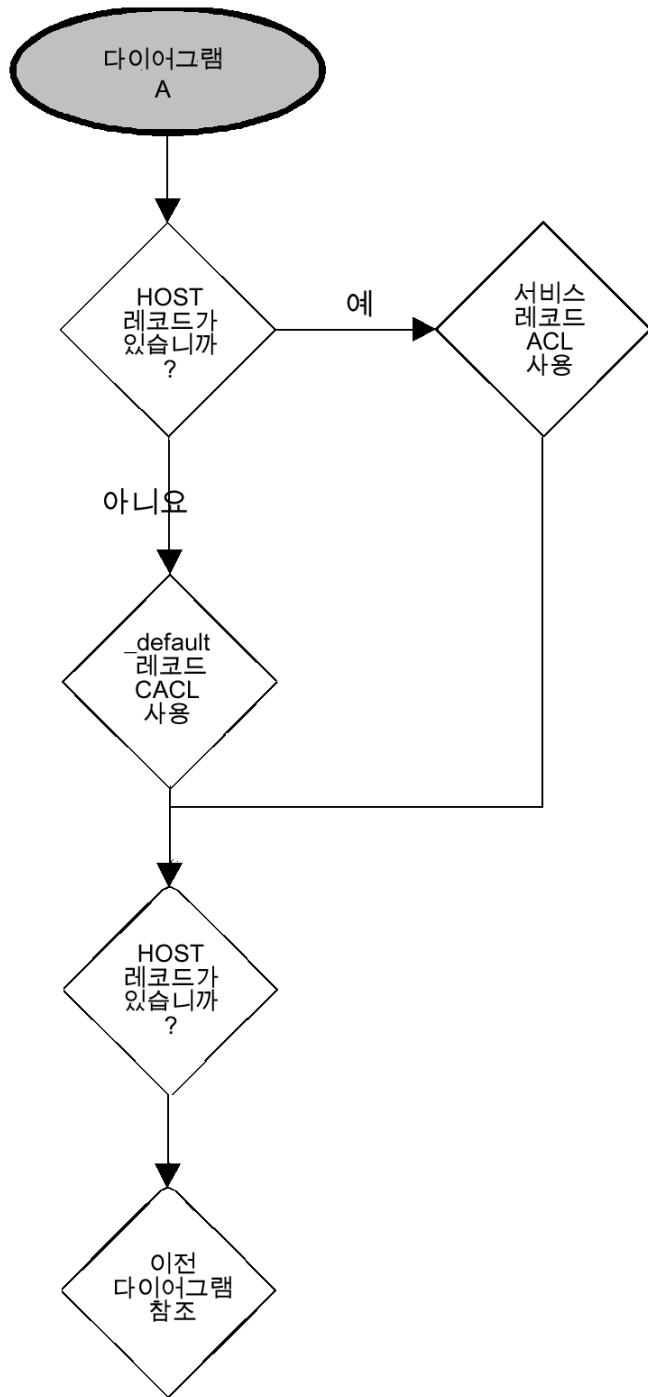 다이어그램
A
HOST
레코드가
있습니까
?
예
서비스
레코드
ACL
사용
아니요
_default
레코드
CACL
사용
HOST
레코드가
있습니까
?
이전
다이어그램
참조